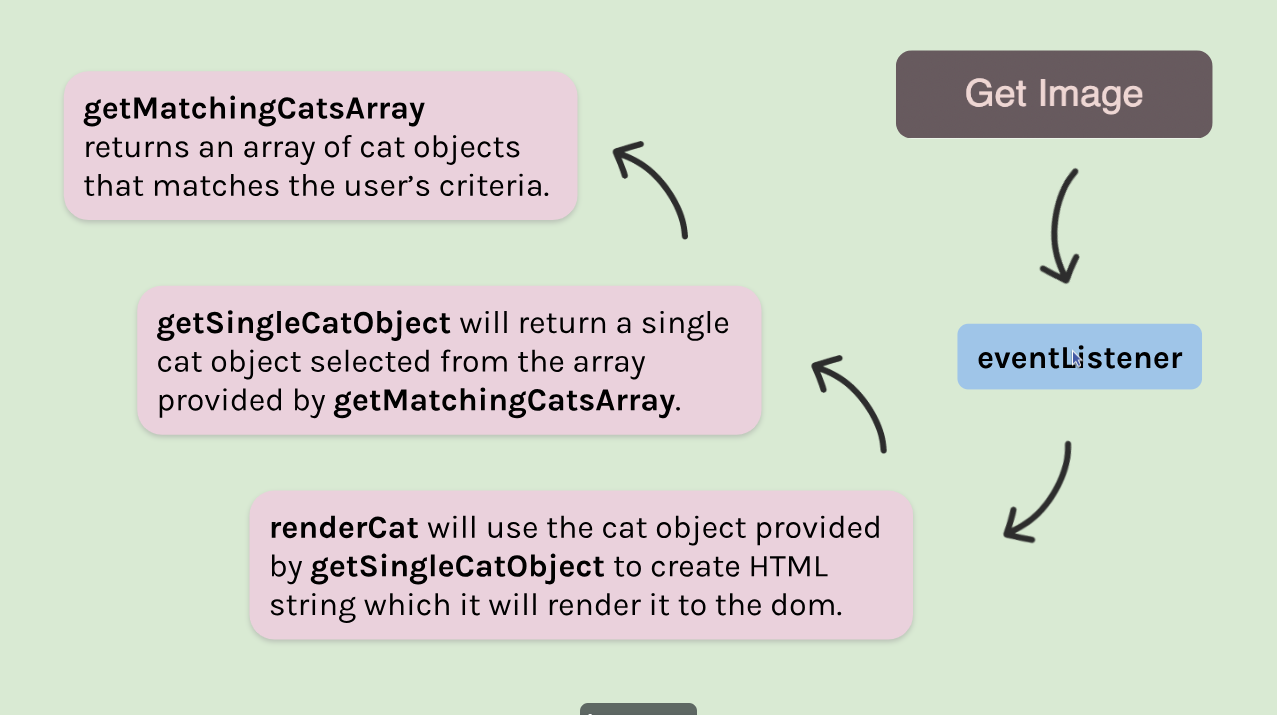 Get Image
getMatchingCatsArray
returns an array of cat objects
that matches the user’s criteria.
getSingleCatObject will return a single
cat object selected from the array
provided by getMatchingCatsArray.
eventListener
renderCat will use the cat object provided
by getSingleCatObject to create HTML
string which it will render it to the dom.